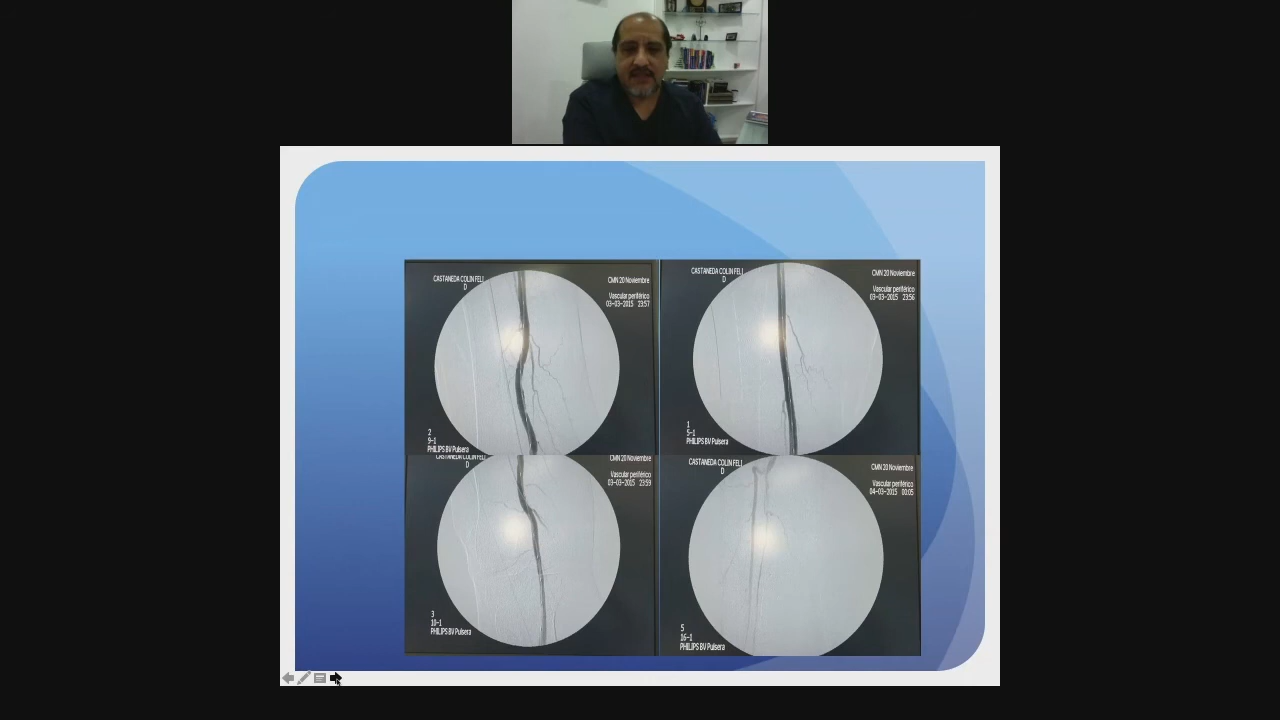 CASTANEDA COLIN FELI
D
CMN 20 Noviembre
Vascular periférico
03-03-2015 23:57
2
9-1
PHILIPS BV Pulsera
CASTANEDA COLIN FELI
D
CMN 20 Noviembre
Vascular periférico
03-03-2015 23:56
1
5-1
PHILIPS BV Pulsera
CASTANEDA COLIN FELI
D
CMN 20 Noviembre
Vascular periférico
03-03-2015 23:59
3
10-1
PHILIPS BV Pulsera
CASTANEDA COLIN FELI
D
CMN 20 Noviembre
Vascular periférico
04-03-2015 00:05
5
16-1
PHILIPS BV Pulsera